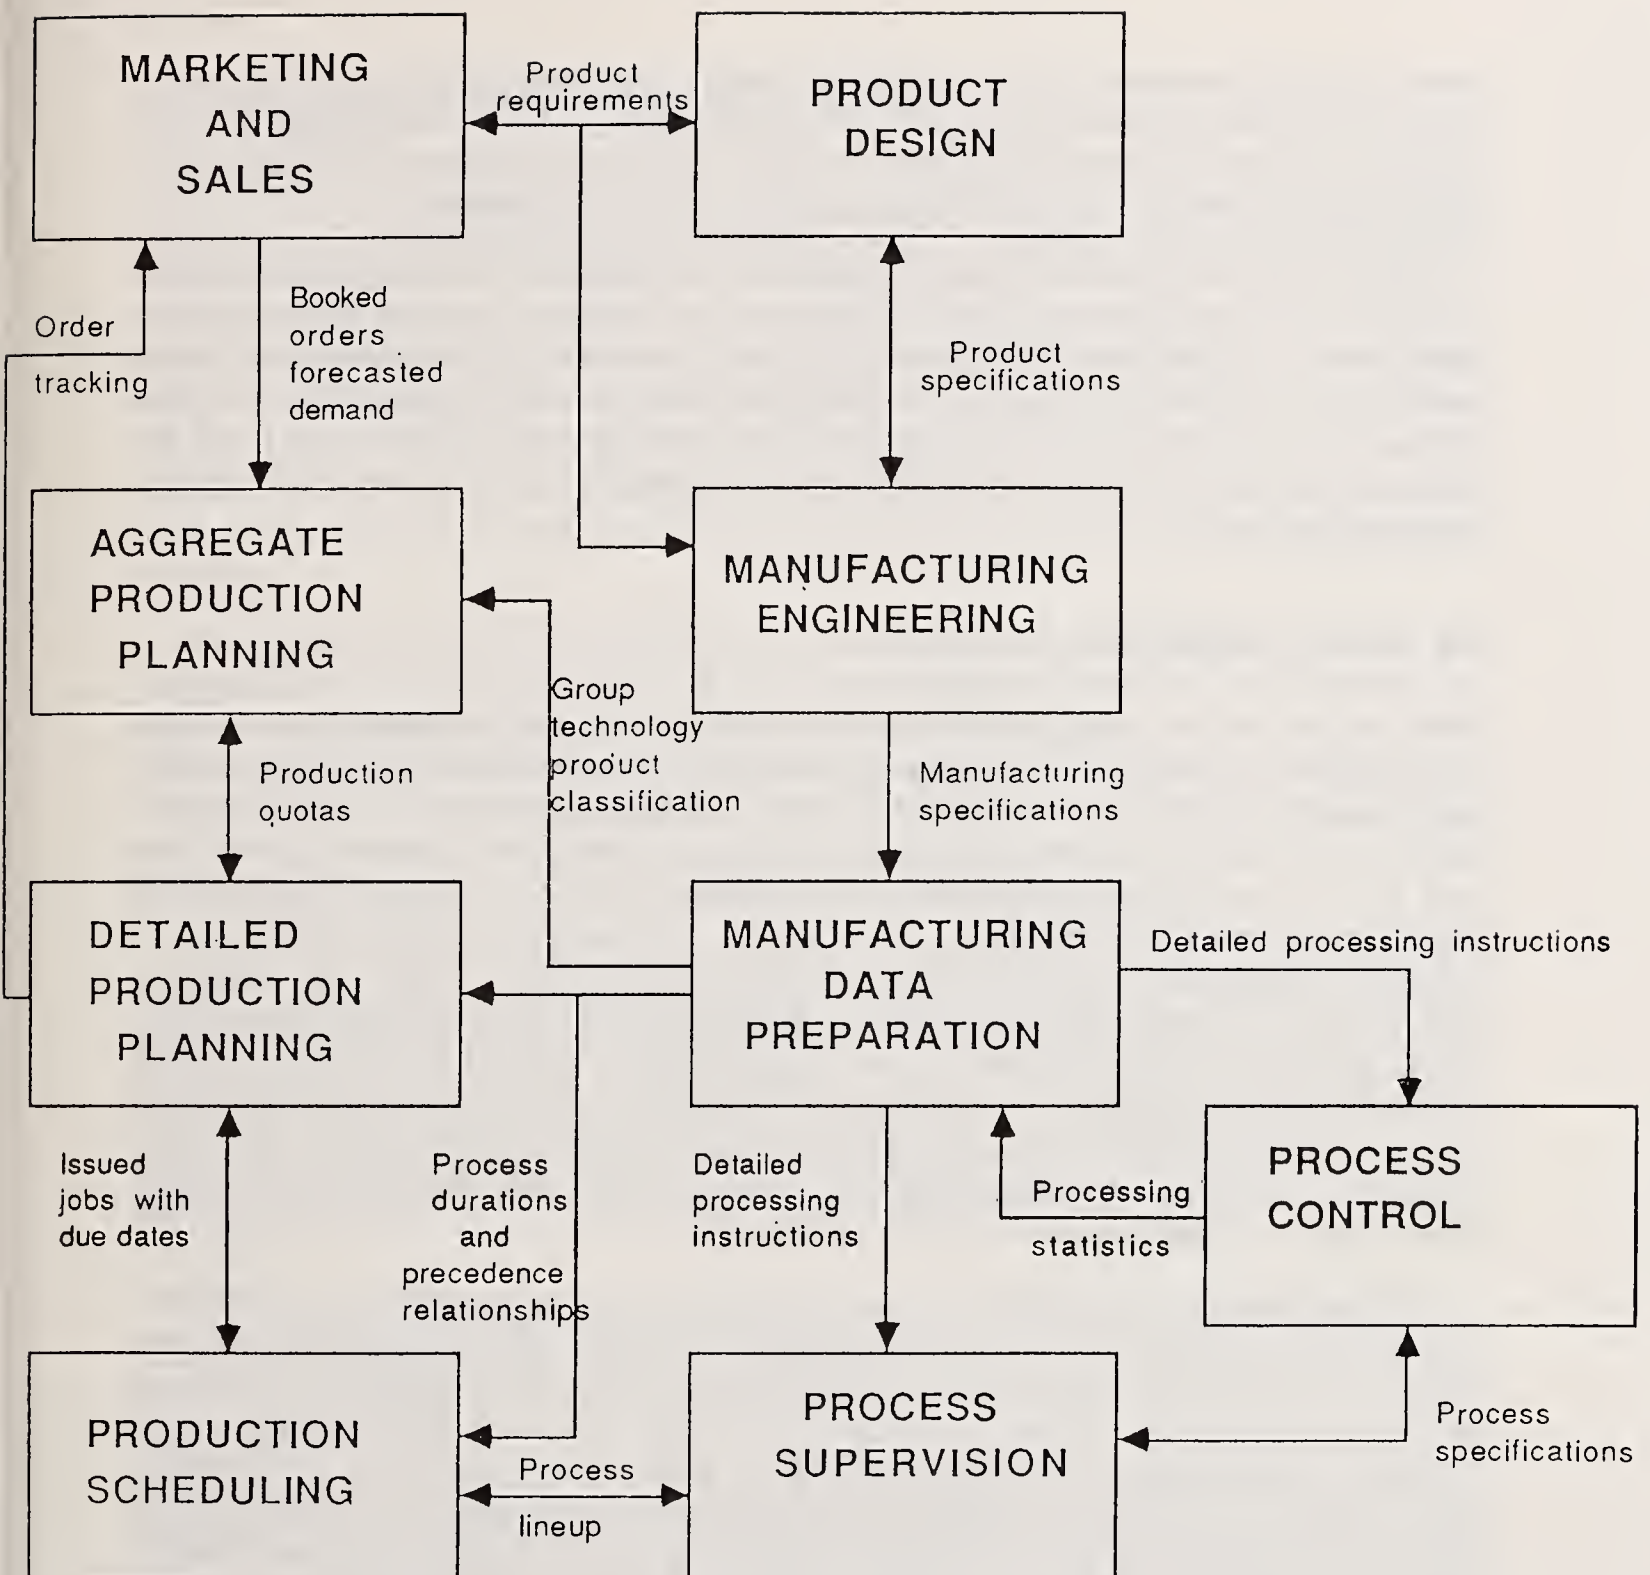 MARKETING
AND
SALES
Product
requirements
PRODUCT
DESIGN
Order
tracking
Booked
orders
forecasted
demand
Product
specifications
AGGREGATE
PRODUCTION
PLANNING
MANUFACTURING
ENGINEERING
Group
technology
product
classification
Production
quotas
Manufacturing
specifications
DETAILED
PRODUCTION
PLANNING
MANUFACTURING
DATA
PREPARATION
Detailed processing instructions
Issued
jobs with
due dates
Process
durations
and
precedence
relationships
Detailed
processing
instructions
Processing
statistics
PROCESS
CONTROL
PRODUCTION
SCHEDULING
Process
lineup
PROCESS
SUPERVISION
Process
specifications